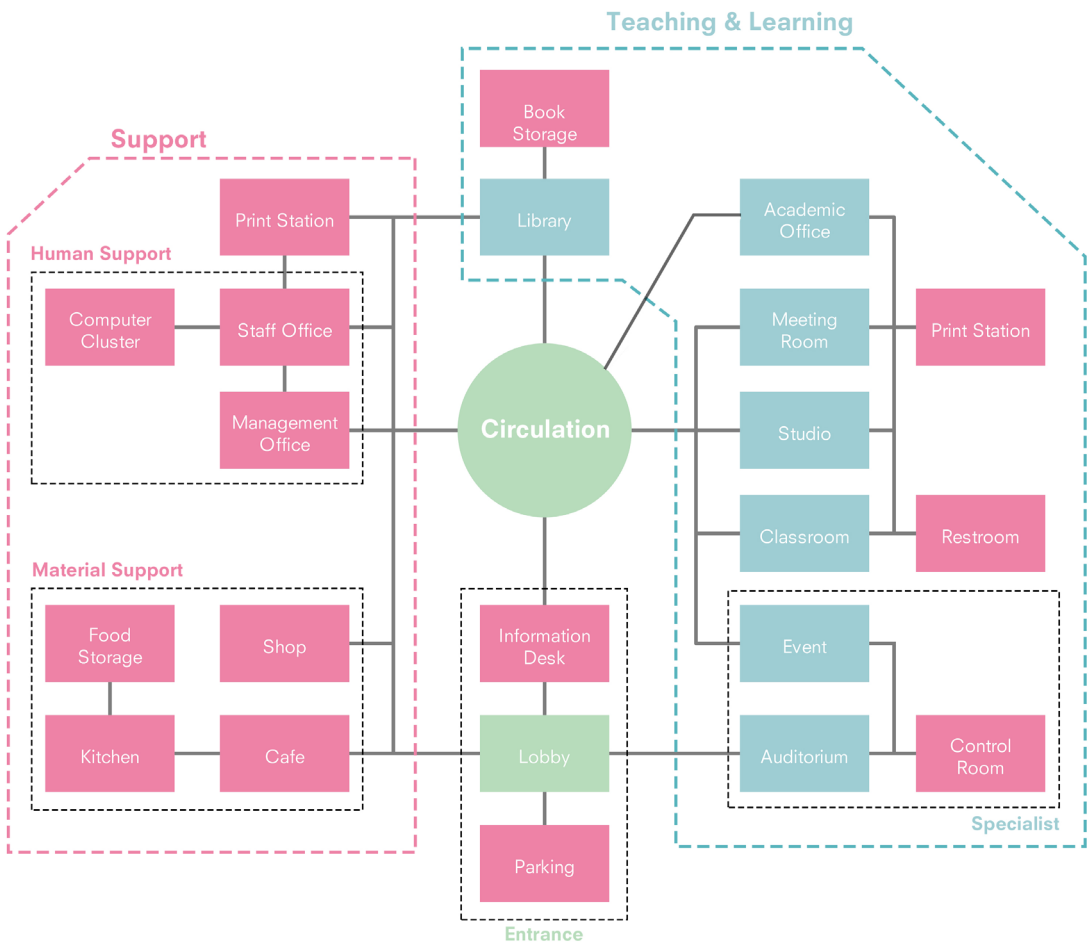 Teaching & Learning
Support
Book
Storage
Print Station
Library
Academic
Office
Human Support
Computer
Cluster
Staff Office
Meeting
Room
Print Station
Management
Office
Circulation
Studio
Classroom
Restroom
Material Support
Food
Storage
Shop
Information
Desk
Event
Kitchen
Cafe
Lobby
Auditorium
Control
Room
Specialist
Parking
Entrance